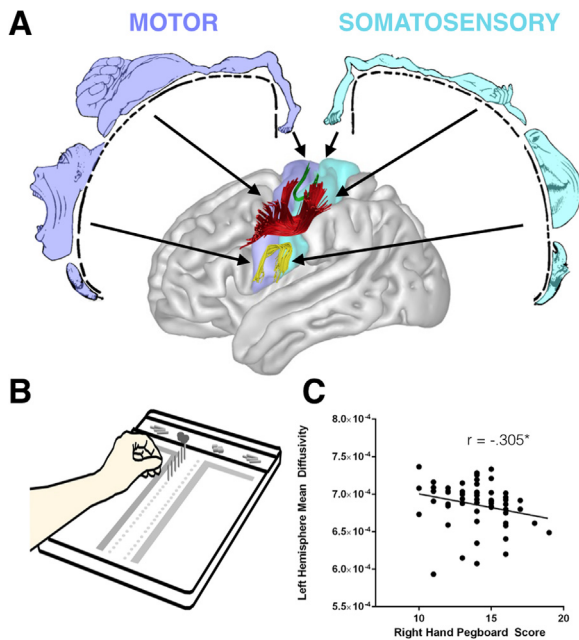 A
MOTOR
SOMATOSENSORY
B
C
r = -.305*
Left Hemisphere Mean Diffusivity
8.0×10⁻⁴
7.5×10⁻⁴
7.0×10⁻⁴
6.5×10⁻⁴
6.0×10⁻⁴
5.5×10⁻⁴
10
15
20
Right Hand Pegboard Score